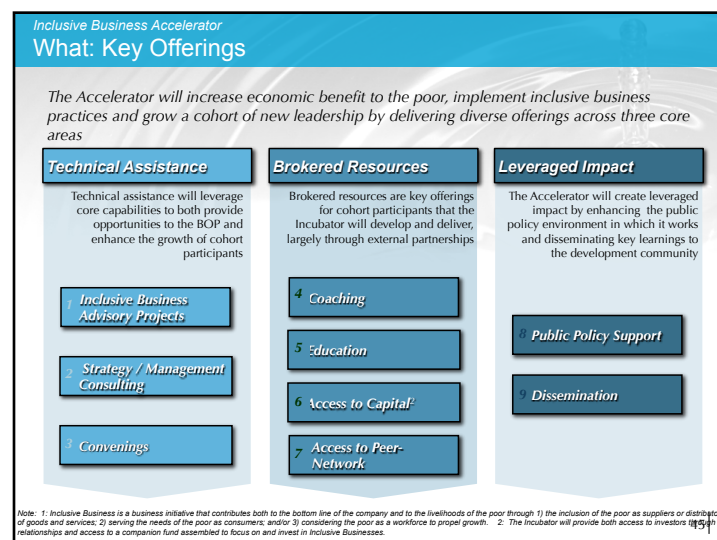 Inclusive Business Accelerator
What: Key Offerings
The Accelerator will increase economic benefit to the poor, implement inclusive business
practices and grow a cohort of new leadership by delivering diverse offerings across three core
areas
Technical Assistance
Technical assistance will leverage
core capabilities to both provide
opportunities to the BOP and
enhance the growth of cohort
participants
1 Inclusive Business
Advisory Projects
2 Strategy / Management
Consulting
3 Convenings
Brokered Resources
Brokered resources are key offerings
for cohort participants that the
Incubator will develop and deliver,
largely through external partnerships
4 Coaching
5 Education
6 Access to Capital²
7 Access to Peer-
Network
Leveraged Impact
The Accelerator will create leveraged
impact by enhancing the public
policy environment in which it works
and disseminating key learnings to
the development community
8 Public Policy Support
9 Dissemination
Note: 1: Inclusive Business is a business initiative that contributes both to the bottom line of the company and to the livelihoods of the poor through 1) the inclusion of the poor as suppliers or distributo
of goods and services; 2) serving the needs of the poor as consumers; and/or 3) considering the poor as a workforce to propel growth. 2: The Incubator will provide both access to investors through
relationships and access to a companion fund assembled to focus on and invest in Inclusive Businesses.